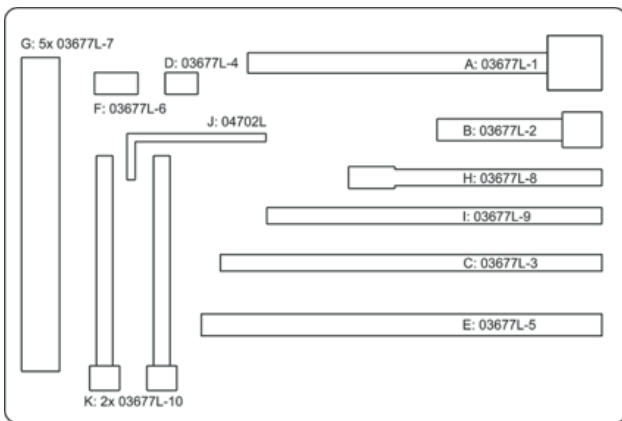 G: 5x 03677L-7
D: 03677L-4
A: 03677L-1
F: 03677L-6
J: 04702L
B: 03677L-2
H: 03677L-8
I: 03677L-9
C: 03677L-3
E: 03677L-5
K: 2x 03677L-10